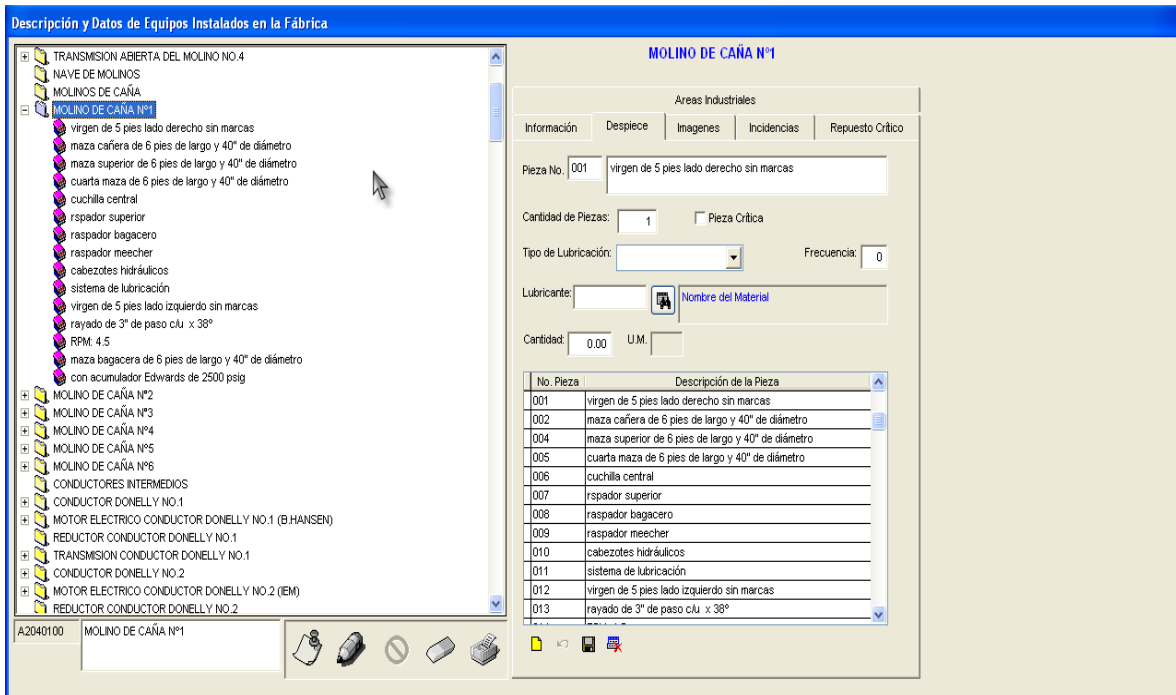 Descripción y Datos de Equipos Instalados en la Fábrica
TRANSMISION ABIERTA DEL MOLINO NO.4
NAVE DE MOLINOS
MOLINOS DE CAÑA
MOLINO DE CAÑA Nº1
virgen de 5 pies lado derecho sin marcas
maza cañera de 6 pies de largo y 40" de diámetro
maza superior de 6 pies de largo y 40" de diámetro
cuarta maza de 6 pies de largo y 40" de diámetro
cuchilla central
rspador superior
raspador bagacero
raspador meecher
cabezotes hidráulicos
sistema de lubricación
virgen de 5 pies lado izquierdo sin marcas
rayado de 3" de paso c/u x 38º
RPM: 4.5
maza bagacera de 6 pies de largo y 40" de diámetro
con acumulador Edwards de 2500 psig
MOLINO DE CAÑA N°2
MOLINO DE CAÑA N°3
MOLINO DE CAÑA Nº4
MOLINO DE CAÑA Nº5
MOLINO DE CAÑA Nº6
CONDUCTORES INTERMEDIOS
CONDUCTOR DONELLY NO.1
MOTOR ELECTRICO CONDUCTOR DONELLY NO.1 (B.HANSEN)
REDUCTOR CONDUCTOR DONELLY NO.1
TRANSMISION CONDUCTOR DONELLY NO.1
CONDUCTOR DONELLY NO.2
MOTOR ELECTRICO CONDUCTOR DONELLY NO.2 (IEM)
REDUCTOR CONDUCTOR DONELLY NO.2
A2040100 MOLINO DE CAÑA Nº1
MOLINO DE CAÑA Nº1
Areas Industriales
Información Despiece Imagenes Incidencias Repuesto Crítico
Pieza No. 001 virgen de 5 pies lado derecho sin marcas
Cantidad de Piezas: 1 Pieza Crítica
Tipo de Lubricación: Frecuencia: 0
Lubricante: Nombre del Material
Cantidad: 0.00 U.M.
No. Pieza Descripción de la Pieza
001 virgen de 5 pies lado derecho sin marcas
002 maza cañera de 6 pies de largo y 40" de diámetro
004 maza superior de 6 pies de largo y 40" de diámetro
005 cuarta maza de 6 pies de largo y 40" de diámetro
006 cuchilla central
007 rspador superior
008 raspador bagacero
009 raspador meecher
010 cabezotes hidráulicos
011 sistema de lubricación
012 virgen de 5 pies lado izquierdo sin marcas
013 rayado de 3" de paso c/u x 38º